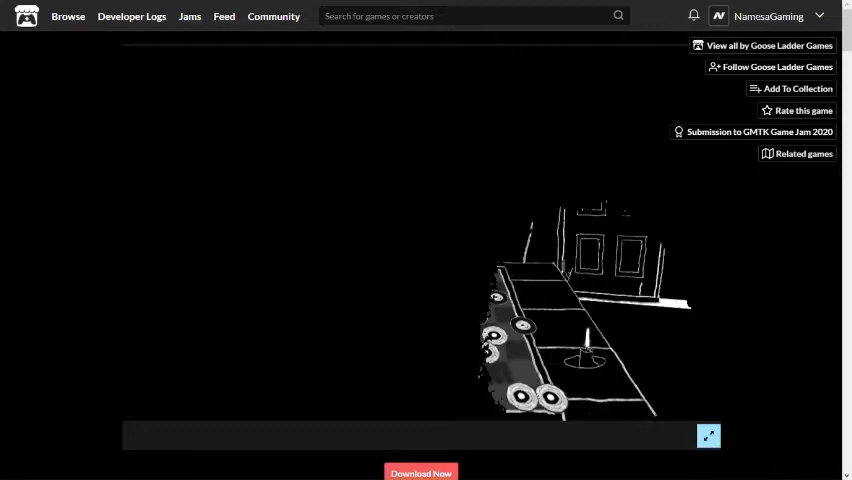 Browse Developer Logs Jams Feed Community Search for games or creators NamesaGaming
View all by Goose Ladder Games
Follow Goose Ladder Games
Add To Collection
Rate this game
Submission to GMTK Game Jam 2020
Related games
Download Now